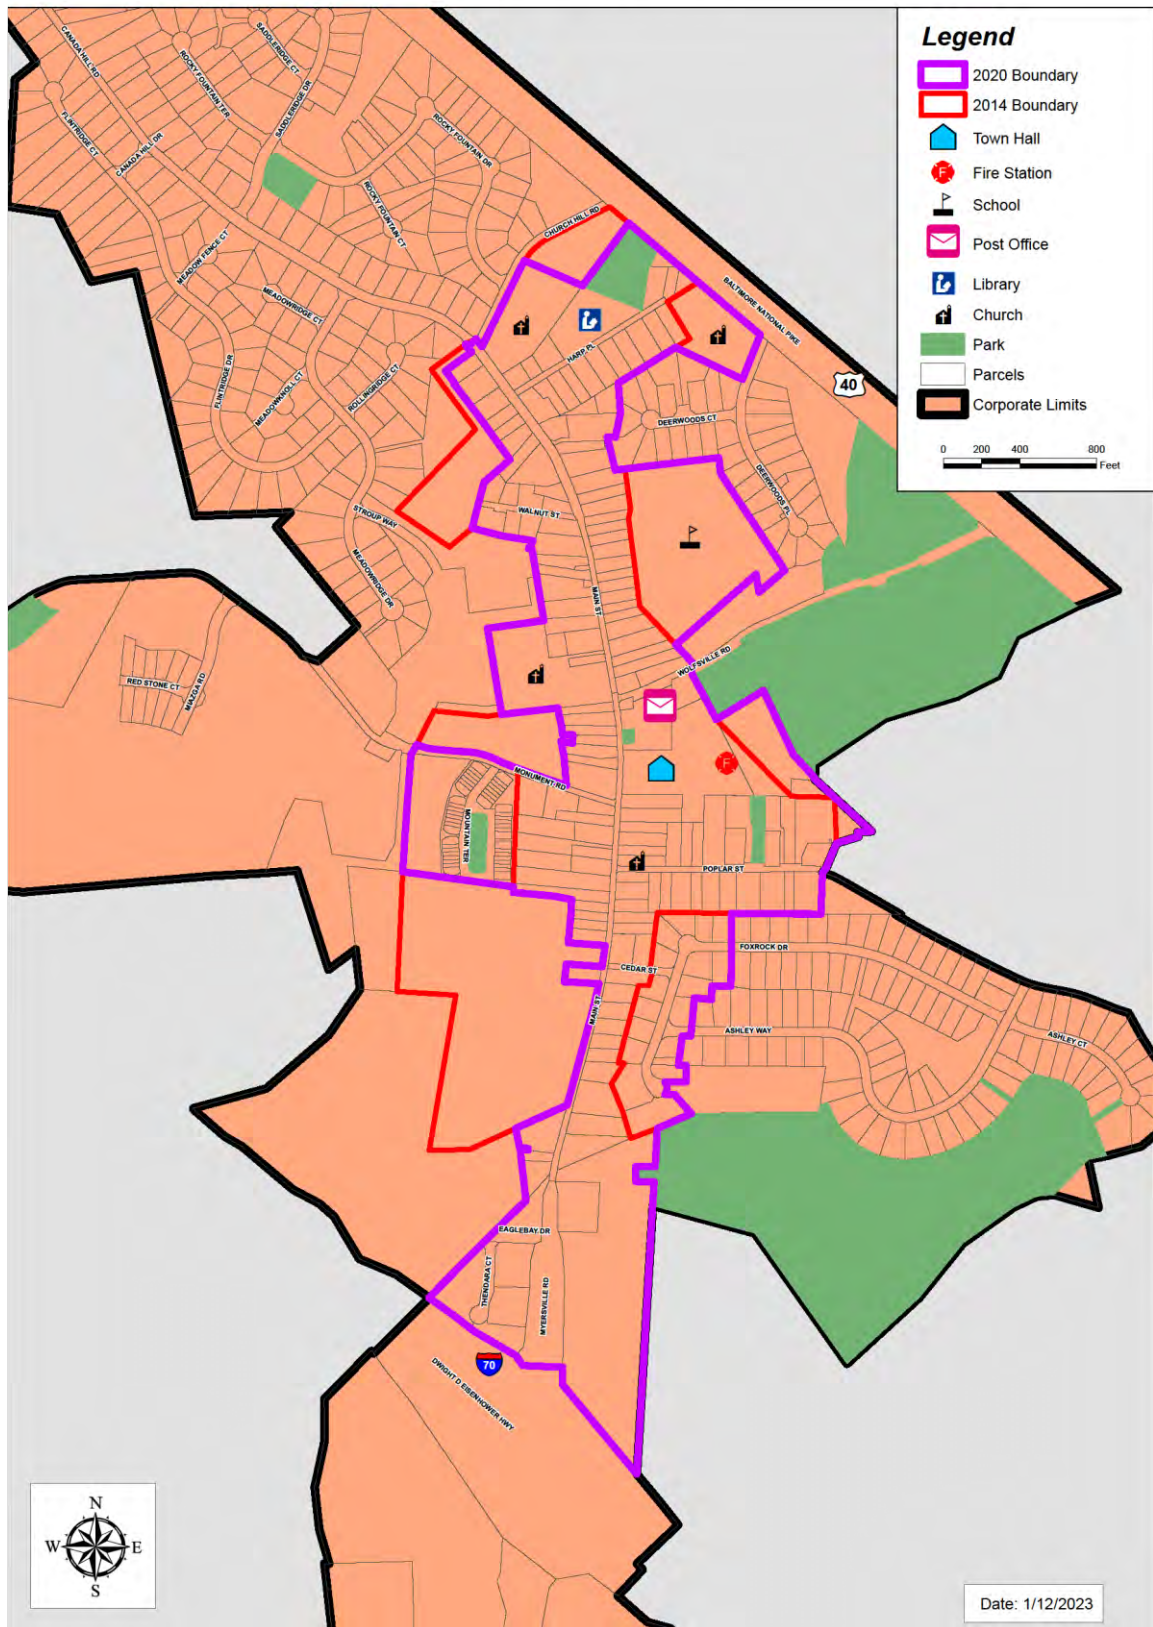 Legend
2020 Boundary
2014 Boundary
Town Hall
F
Fire Station
School
Post Office
Library
Church
Park
Parcels
Corporate Limits
0 200 400 800
Feet
CANADA HILL RD
SADDLERIDGE CT
ROCKY FOUNTAIN TER
SADDLERIDGE DR
FLINTRIDGE CT
CANADA HILL DR
ROCKY FOUNTAIN DR
ROCKY FOUNTAIN CT
CHURCH HILL RD
MEADOW FENCE CT
MEADOWRIDGE CT
BALTIMORE NATIONAL PIKE
40
HARP PL
FLINTRIDGE DR
ROLLINGRIDGE CT
MEADOWKNOLL CT
DEERWOODS CT
DEERWOODS PL
WALNUT ST
STROUP WAY
MEADOWRIDGE DR
MAIN ST
WOLFSVILLE RD
RED STONE CT
MIAZGA RD
F
MONUMENT RD
MOUNTAIN TER
POPLAR ST
FOXROCK DR
CEDAR ST
MAIN ST
ASHLEY WAY
ASHLEY CT
EAGLEBAY DR
THENDARA CT
MYERSVILLE RD
70
DWIGHT D EISENHOWER HWY
N
W E
S
Date: 1/12/2023